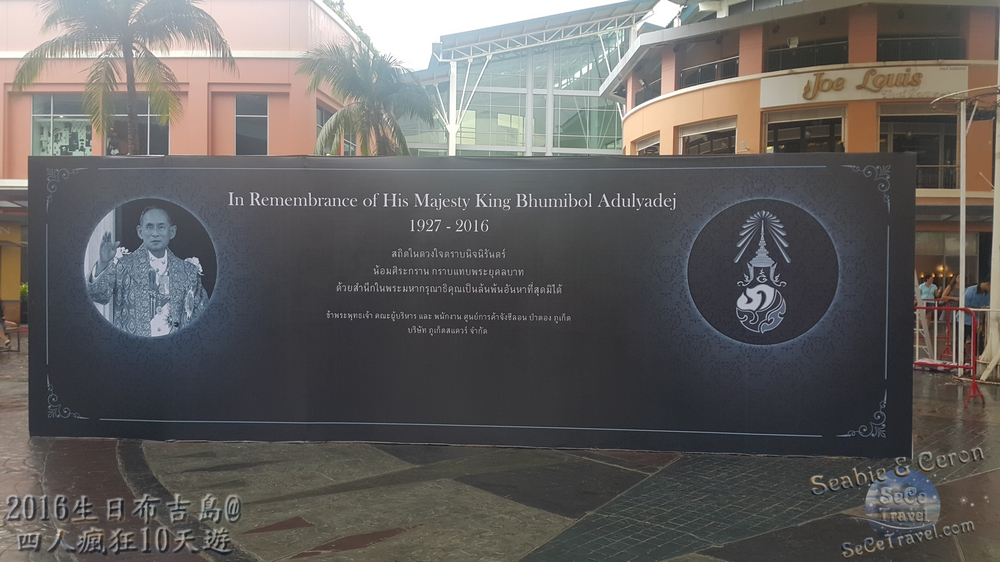 Joe Louis
In Remembrance of His Majesty King Bhumibol Adulyadej
1927 - 2016
สถิตในดวงใจตราบนิจนิรันดร์
น้อมศิระกราน กราบแทบพระยุคลบาท
ด้วยสำนึกในพระมหากรุณาธิคุณเป็นล้นพ้นอันหาที่สุดมิได้
ข้าพระพุทธเจ้า คณะผู้บริหาร และ พนักงาน ศูนย์การค้าจังซีลอน ป่าตอง ภูเก็ต
บริษัท ภูเก็ตสแควร์ จำกัด
2016生日布吉島@
四人瘋狂10天遊
Seabie & Ceron
SeCe
Travel
SeCeTravel.com